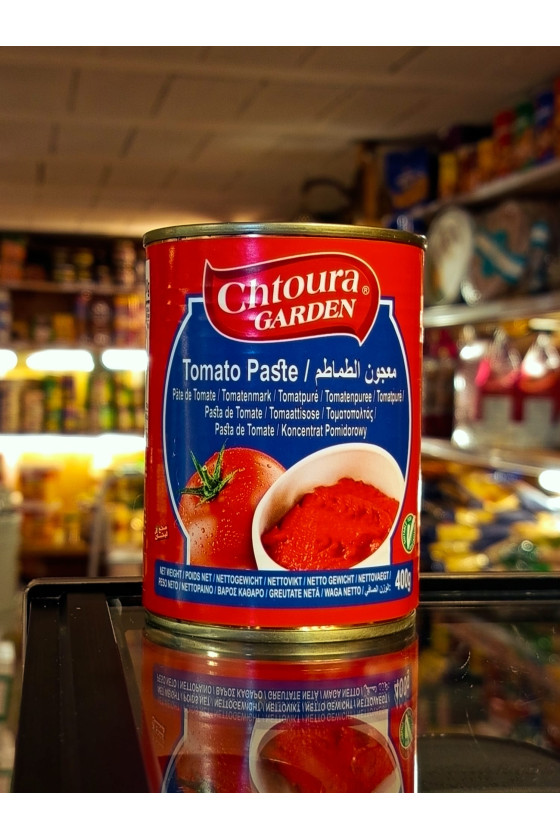 Chtoura®
GARDEN
Tomato Paste / معجون الطماطم
Pâte de Tomate / Tomatenmark / Tomatpuré / Tomatenpuree / Tomatpuré /
Pasta de Tomate / Tomaattisose / Τοματοπολτός /
Pasta de Tomate / Koncentrat Pomidorowy
NET WEIGHT / POIDS NET / NETTOGEWICHT / NETTOVIKT / NETTO GEWICHT / NETTOVAEGT /
PESO NETO / NETTOPAINO / ΒΑΡΟΣ ΚΑΘΑΡΟ / GREUTATE NETĂ / WAGA NETTO / الوزن الصافي:
400g